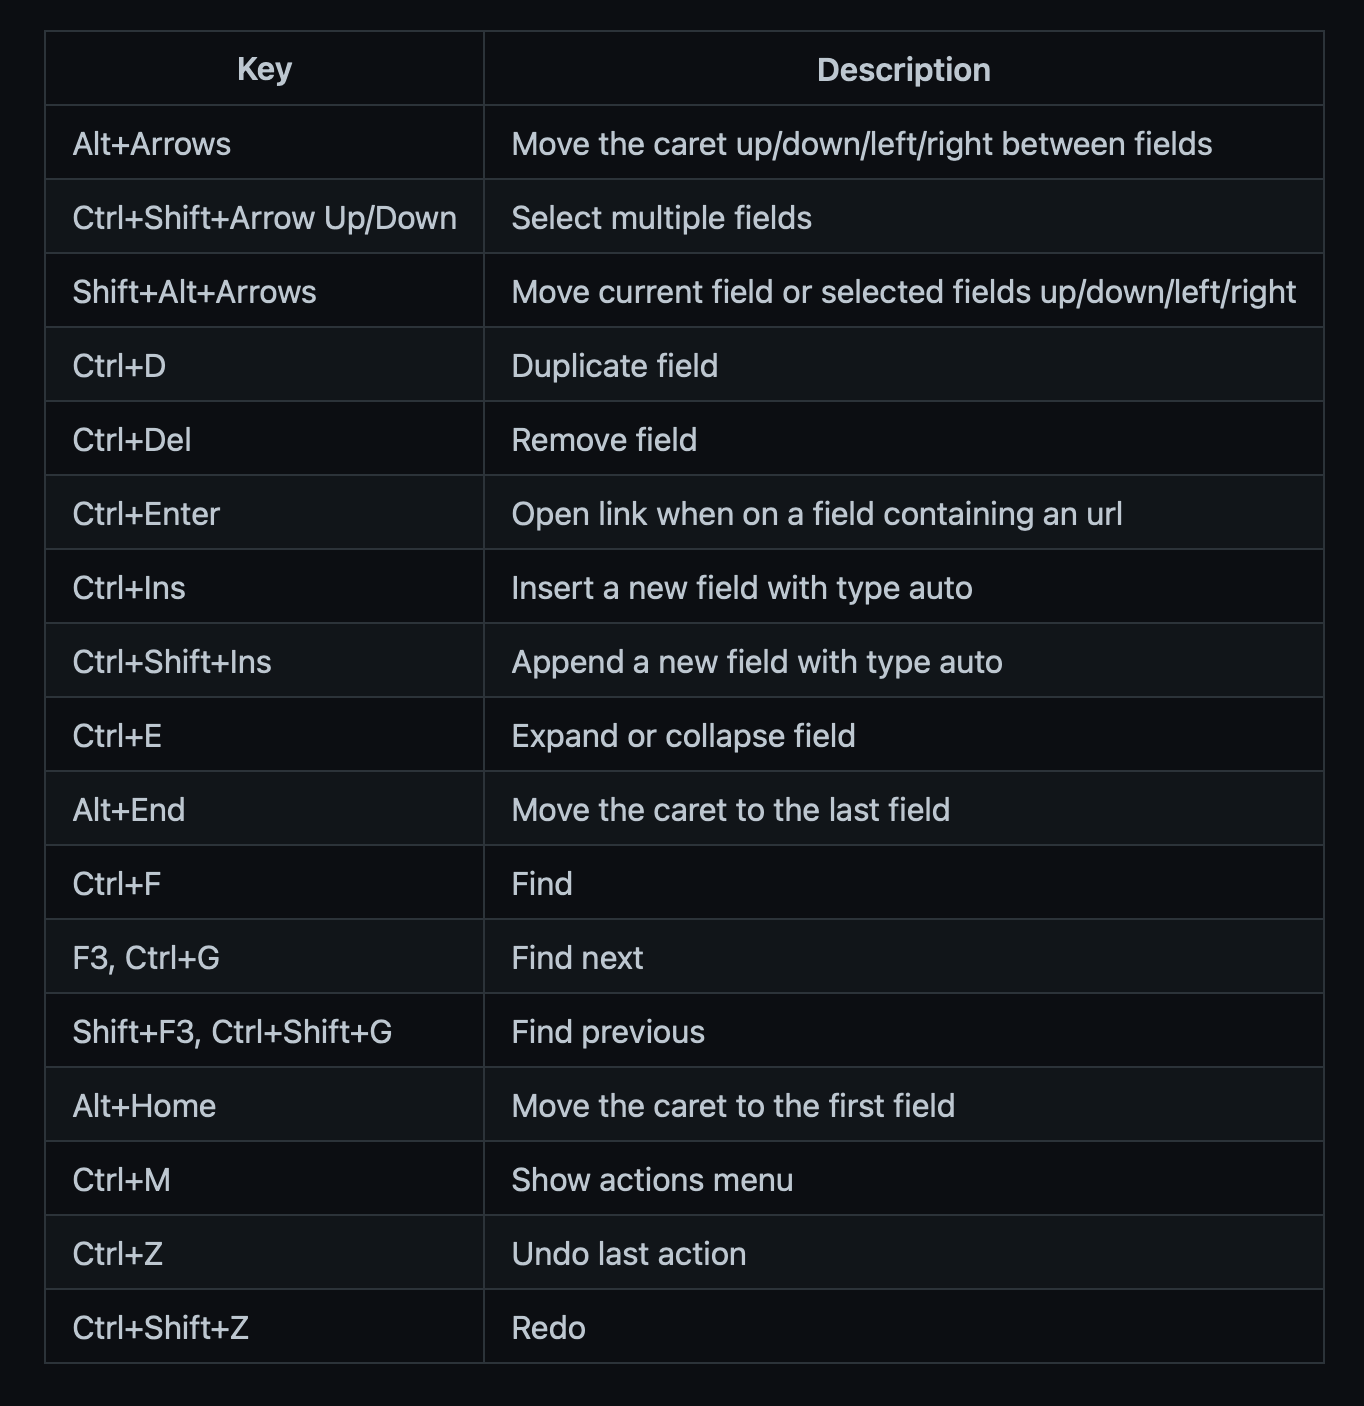 Key Description
Alt+Arrows Move the caret up/down/left/right between fields
Ctrl+Shift+Arrow Up/Down Select multiple fields
Shift+Alt+Arrows Move current field or selected fields up/down/left/right
Ctrl+D Duplicate field
Ctrl+Del Remove field
Ctrl+Enter Open link when on a field containing an url
Ctrl+Ins Insert a new field with type auto
Ctrl+Shift+Ins Append a new field with type auto
Ctrl+E Expand or collapse field
Alt+End Move the caret to the last field
Ctrl+F Find
F3, Ctrl+G Find next
Shift+F3, Ctrl+Shift+G Find previous
Alt+Home Move the caret to the first field
Ctrl+M Show actions menu
Ctrl+Z Undo last action
Ctrl+Shift+Z Redo